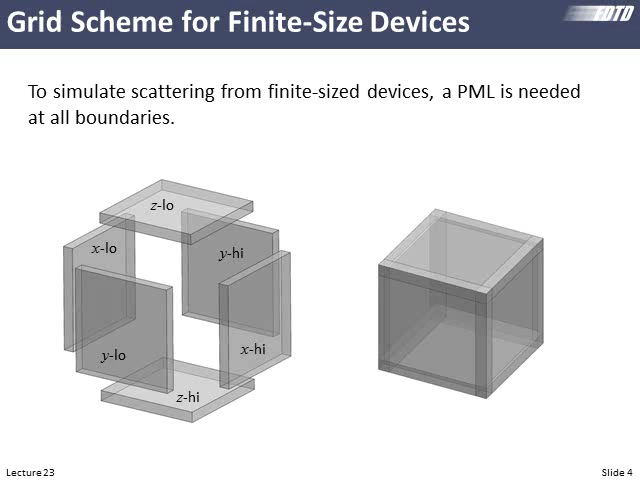 Grid Scheme for Finite-Size Devices
FDTD
To simulate scattering from finite-sized devices, a PML is needed
at all boundaries.
z-lo
x-lo
y-hi
y-lo
x-hi
z-hi
Lecture 23
Slide 4